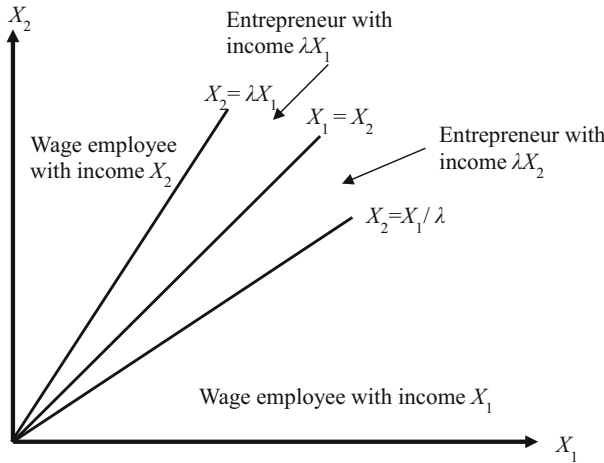 X₂
Entrepreneur with
income λX₁
X₂= λX₁
X₁ = X₂
Wage employee
with income X₂
Entrepreneur with
income λX₂
X₂=X₁/ λ
Wage employee with income X₁
X₁